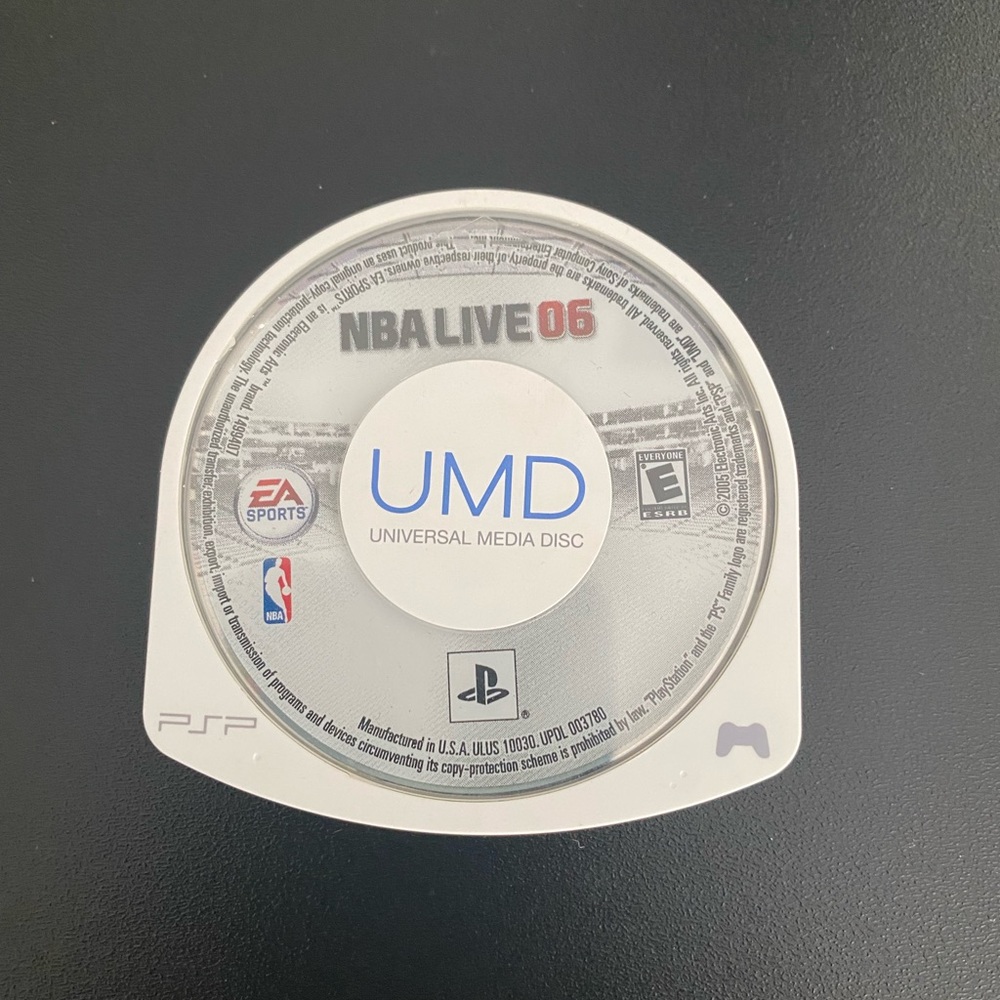 NBA LIVE 06
UMD
UNIVERSAL MEDIA DISC
EVERYONE
E
ESRB
EA
SPORTS™
NBA
®
PSP
© 2005 Electronic Arts Inc. All rights reserved. All trademarks are the property of their respective owners. EA SPORTS™ is an Electronic Arts™ brand. 1499407
Manufactured in U.S.A. ULUS 10030. UPDL 003780
"PlayStation" and the "PS" Family logo are registered trademarks and "PSP" and "UMD" are trademarks of Sony Computer Entertainment Inc. This product uses an original copy-protection technology. The unauthorized transfer, exhibition, export, import or transmission of programs and devices circumventing its copy-protection scheme is prohibited by law.